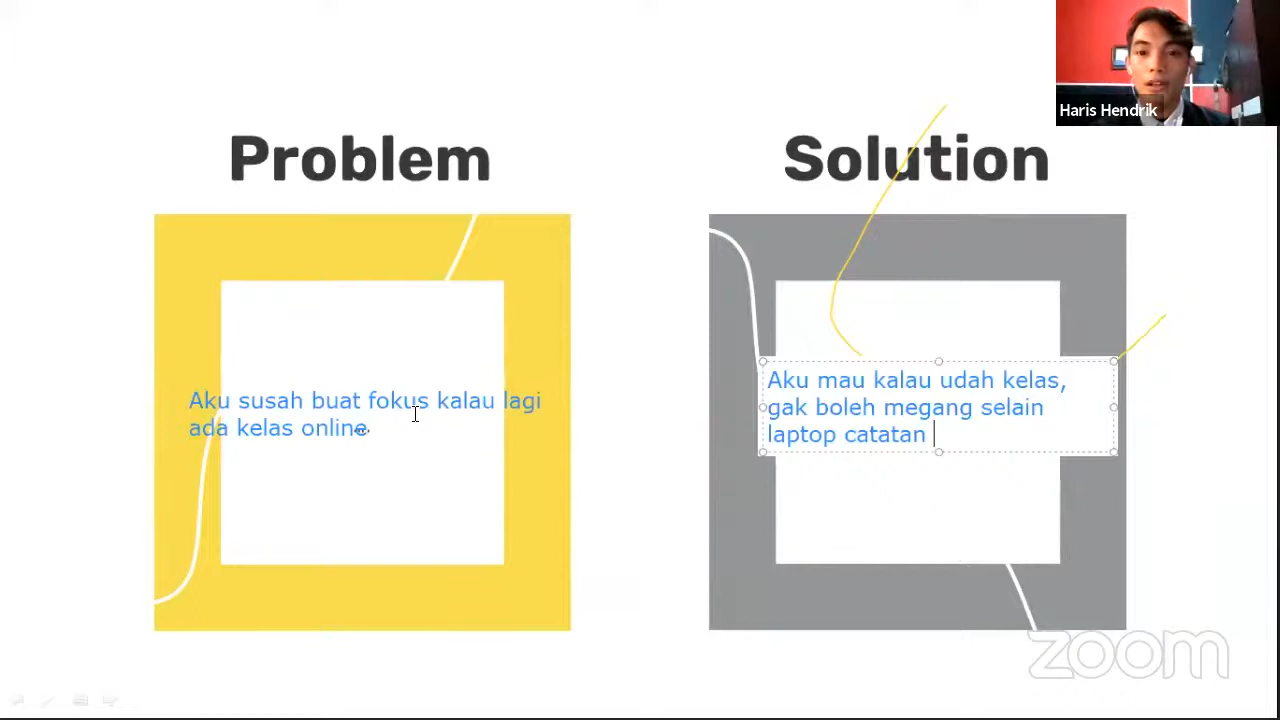 Haris Hendrik
Problem
Solution
Aku susah buat fokus kalau lagi
ada kelas online
Aku mau kalau udah kelas,
gak boleh megang selain
laptop catatan
zoom